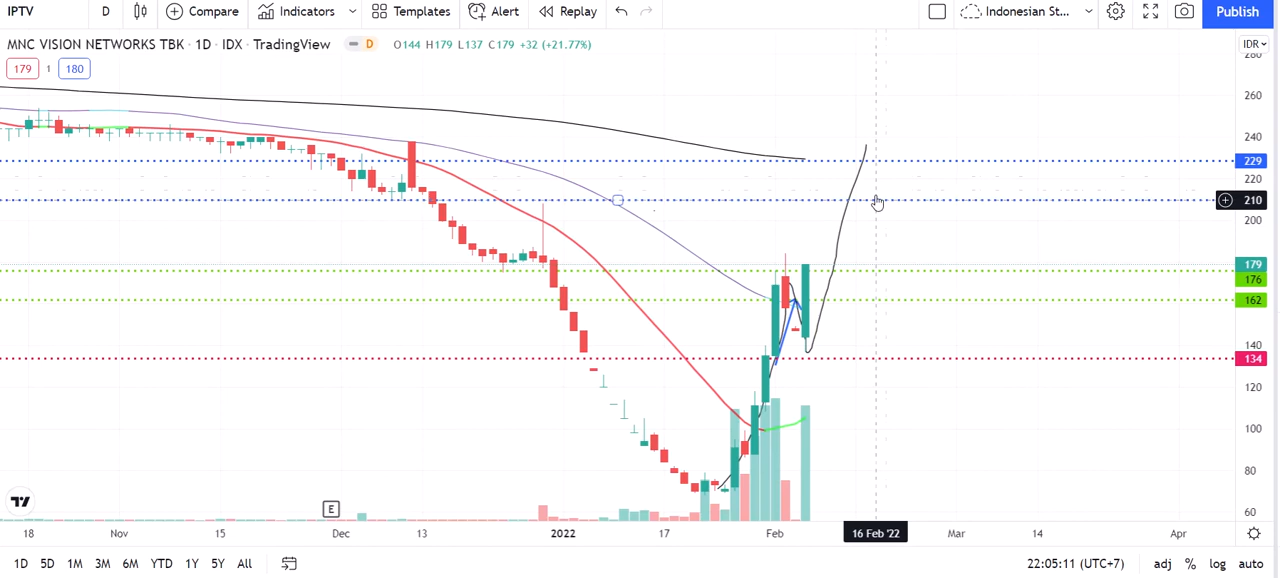 IPTV D Compare Indicators Templates Alert Replay Indonesian St... Publish
MNC VISION NETWORKS TBK · 1D · IDX · TradingView D O144 H179 L137 C179 +32 (+21.77%) IDR
179 1 180
280
260
240
229
220
210
200
179
176
162
140
134
120
100
80
60
E
18 Nov 15 Dec 13 2022 17 Feb 16 Feb '22 Mar 14 Apr
1D 5D 1M 3M 6M YTD 1Y 5Y All 22:05:11 (UTC+7) adj % log auto